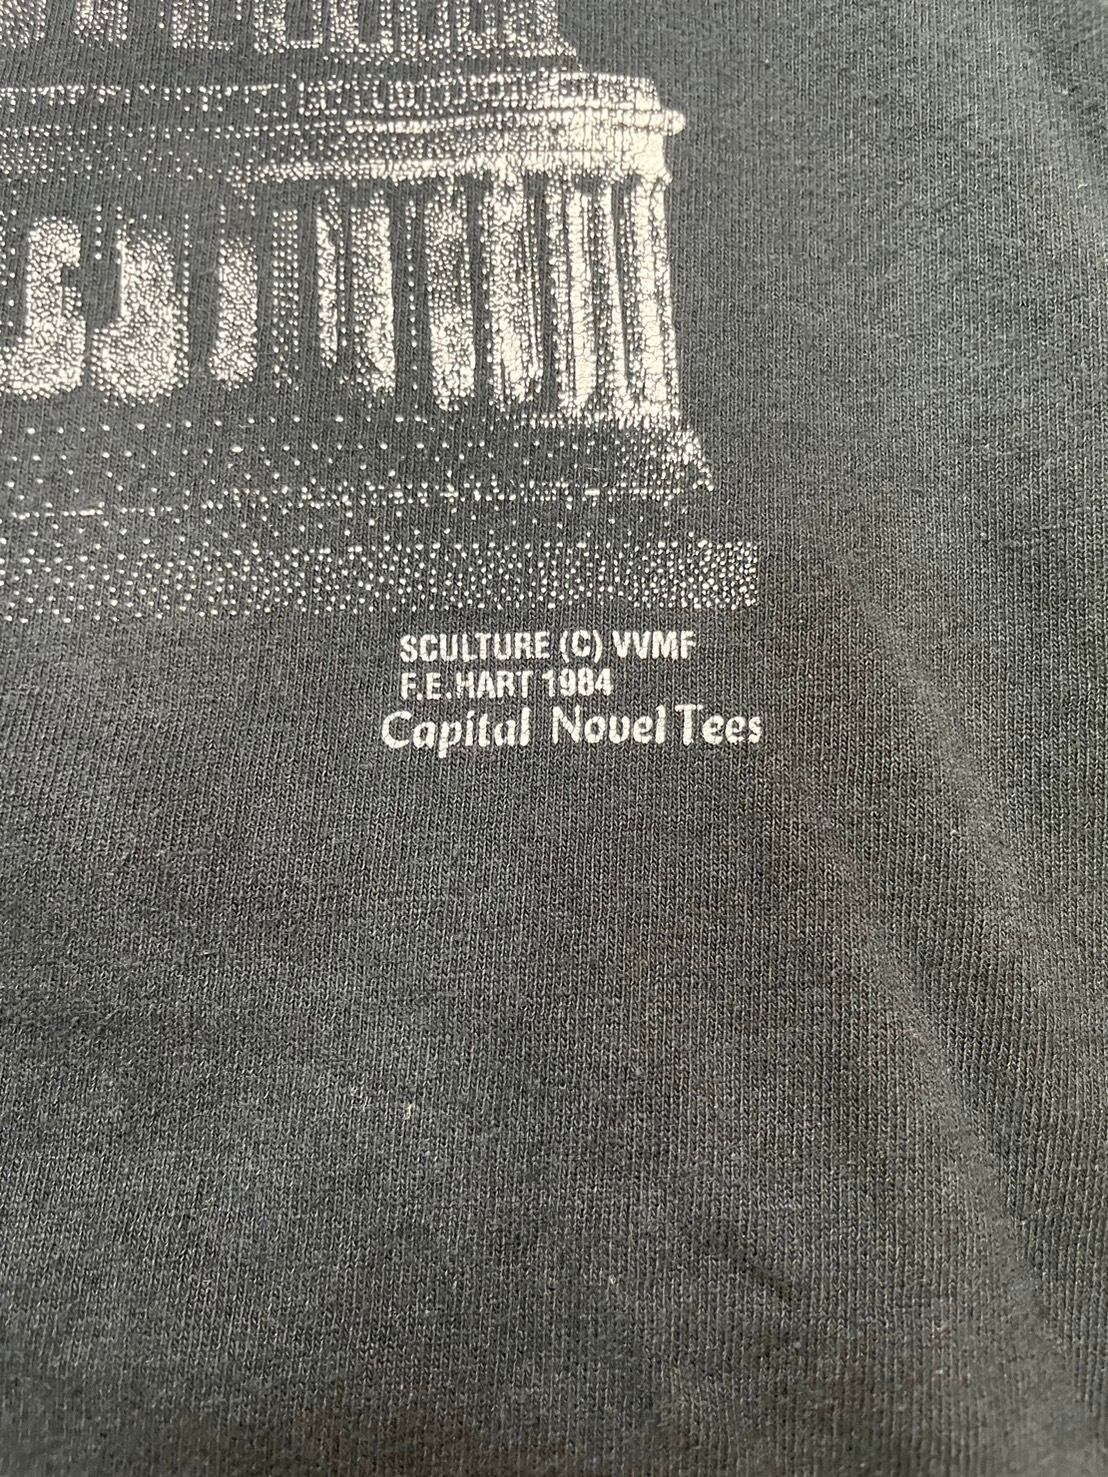 SCULTURE (C) VVMF
F.E.HART 1984
Capital Novel Tees